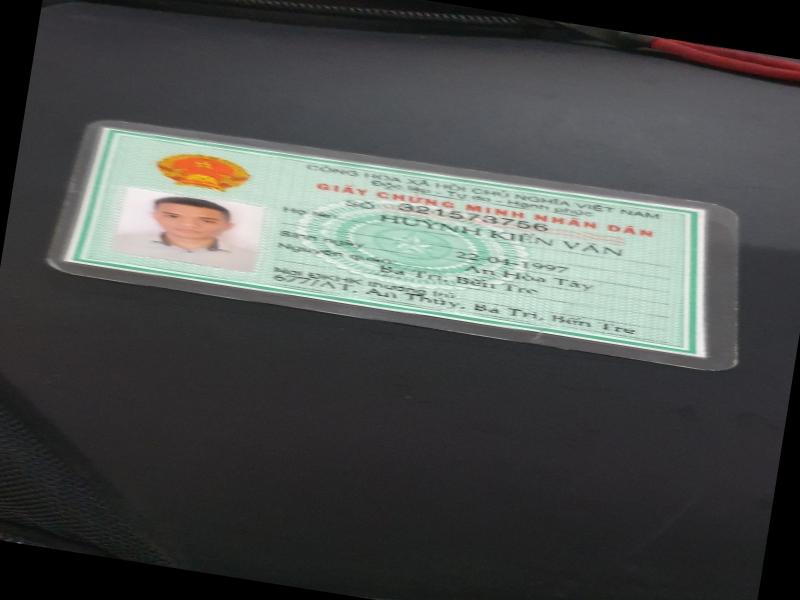 CỘNG HÒA XÃ HỘI CHỦ NGHĨA VIỆT NAM
Độc lập - Tự do - Hạnh phúc
GIẤY CHỨNG MINH NHÂN DÂN
SỐ 321573756
Họ tên HUỲNH KIẾN VĂN
Sinh ngày 22-04-1997
Nguyên quán An Hòa Tây
Ba Tri, Bến Tre
Nơi ĐKHK thường trú
677/AT, An Thủy, Ba Tri, Bến Tre